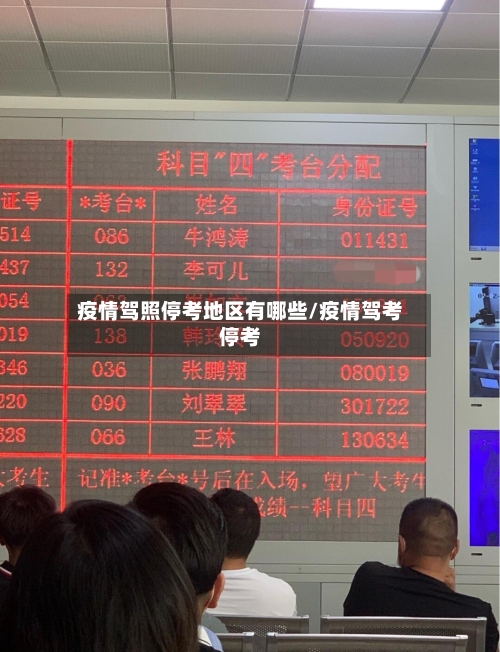 科目"四"考台分配
证号 *考台* 姓名 身份证号
514 086 牛鸿涛 011431
437 132 李可儿
054
疫情驾照停考地区有哪些/疫情驾考
停考
019 138 050920
346 036 张鹏翔 080019
220 090 刘翠翠 301722
528 066 王林 130634
大考生 记准*考台*号后在入场,望广大考生
成绩--科目四